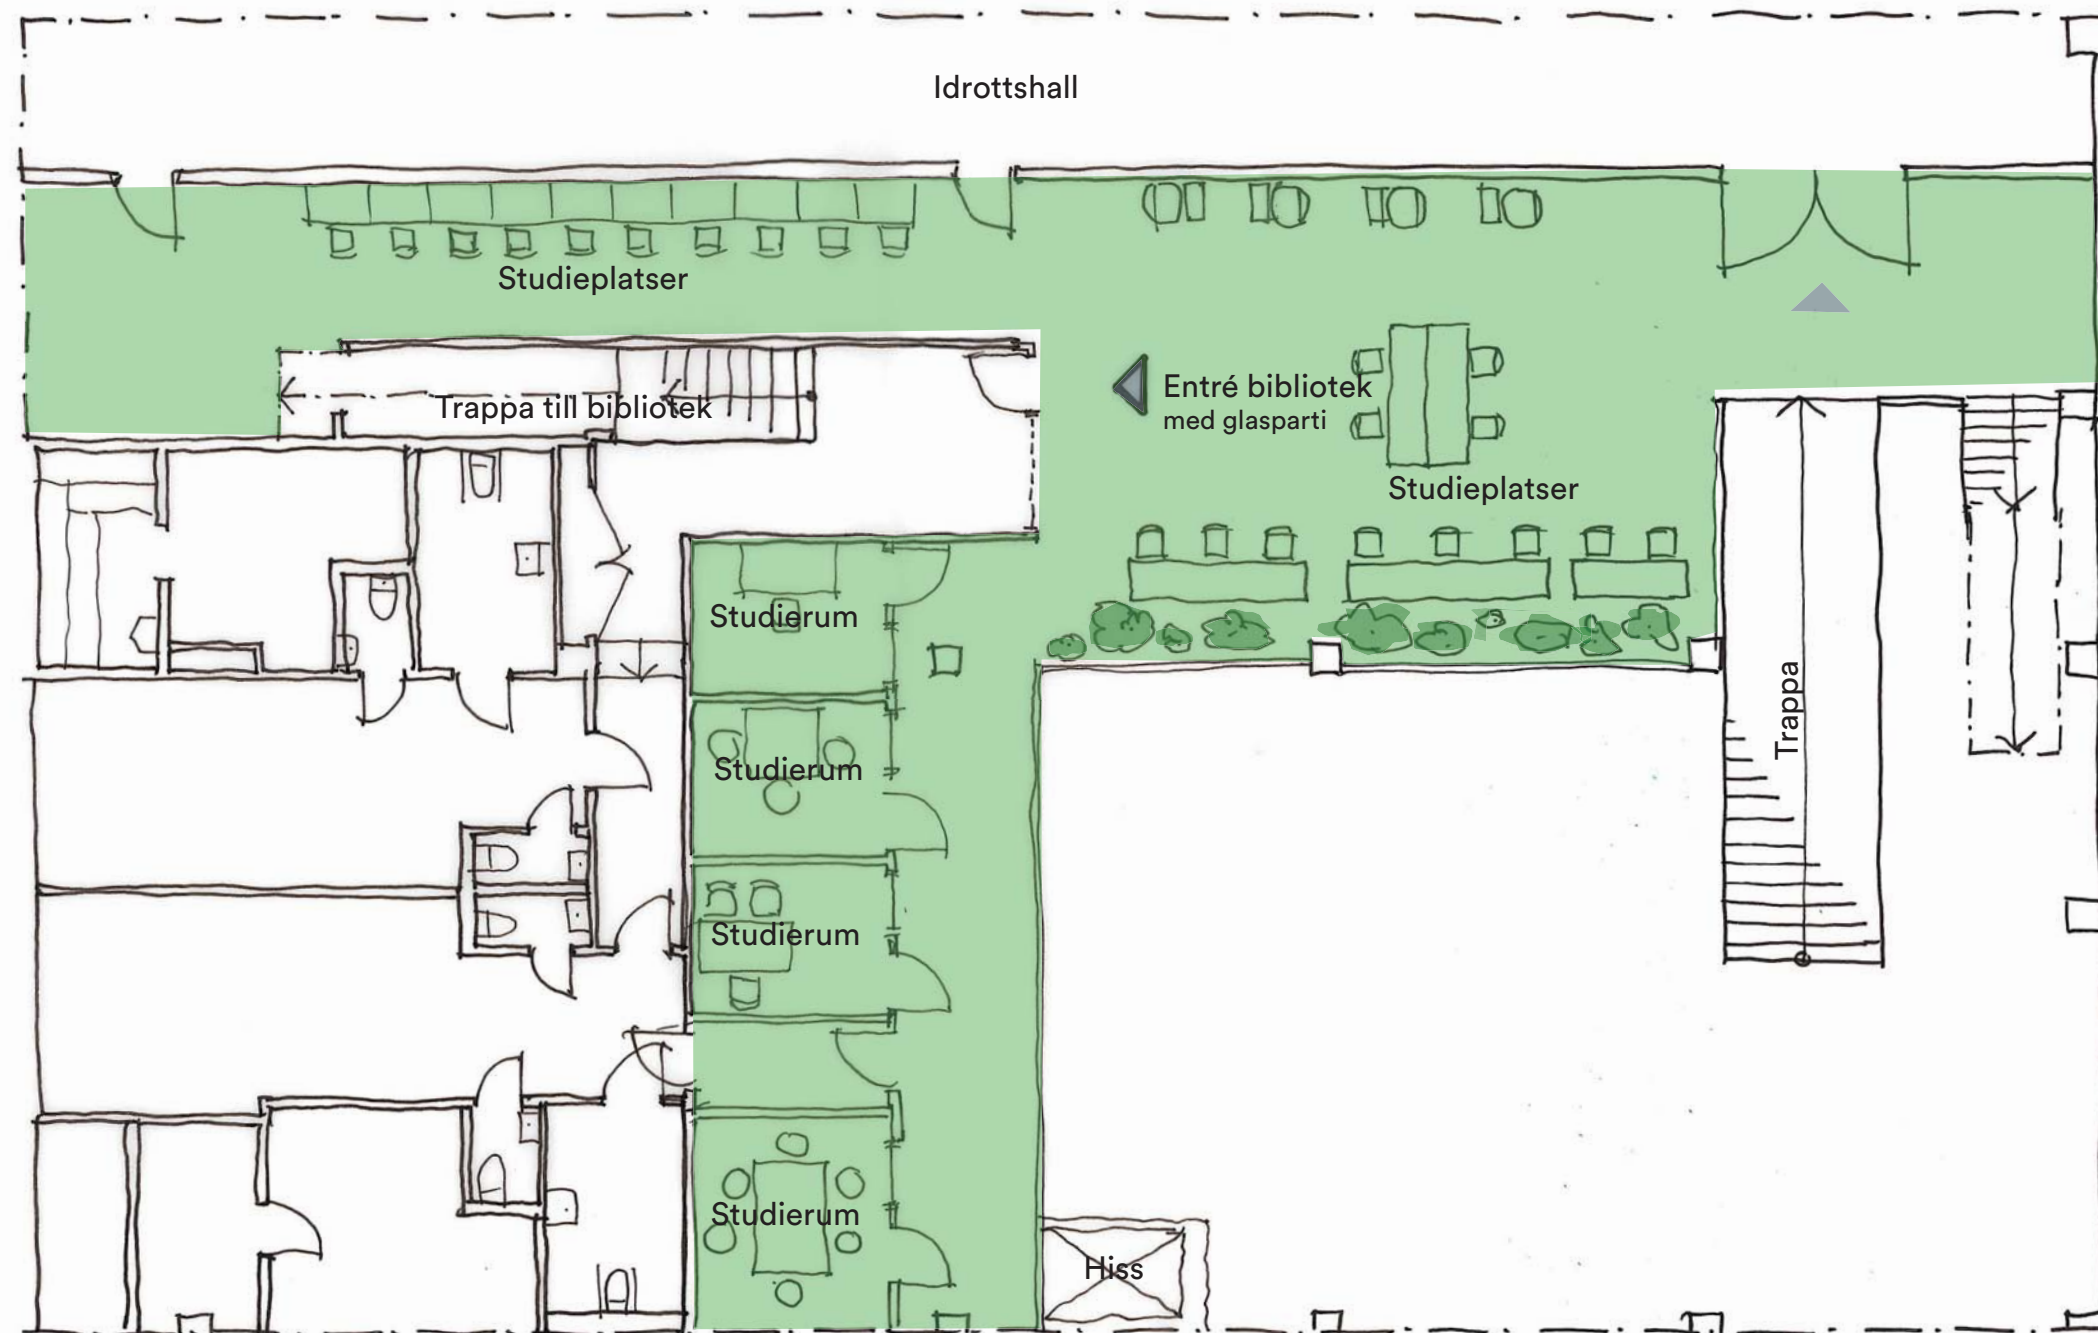 Idrottshall
Studieplatser
Entré bibliotek
med glasparti
Trappa till bibliotek
Studieplatser
Studierum
Trappa
Studierum
Studierum
Studierum
Hiss